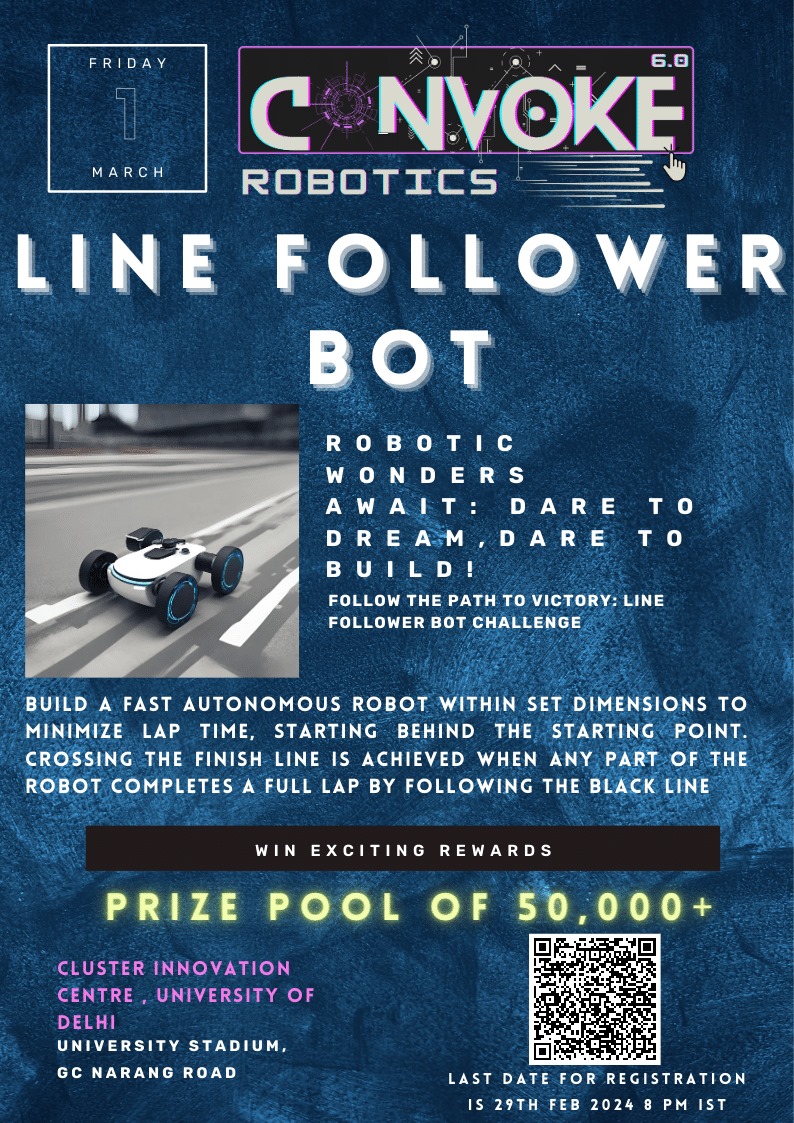 FRIDAY
1
MARCH
CONVOKE 6.0
ROBOTICS
LINE FOLLOWER
BOT
ROBOTIC
WONDERS
AWAIT: DARE TO
DREAM,DARE TO
BUILD!
FOLLOW THE PATH TO VICTORY: LINE
FOLLOWER BOT CHALLENGE
BUILD A FAST AUTONOMOUS ROBOT WITHIN SET DIMENSIONS TO
MINIMIZE LAP TIME, STARTING BEHIND THE STARTING POINT.
CROSSING THE FINISH LINE IS ACHIEVED WHEN ANY PART OF THE
ROBOT COMPLETES A FULL LAP BY FOLLOWING THE BLACK LINE
WIN EXCITING REWARDS
PRIZE POOL OF 50,000+
CLUSTER INNOVATION
CENTRE , UNIVERSITY OF
DELHI
UNIVERSITY STADIUM,
GC NARANG ROAD
LAST DATE FOR REGISTRATION
IS 29TH FEB 2024 8 PM IST